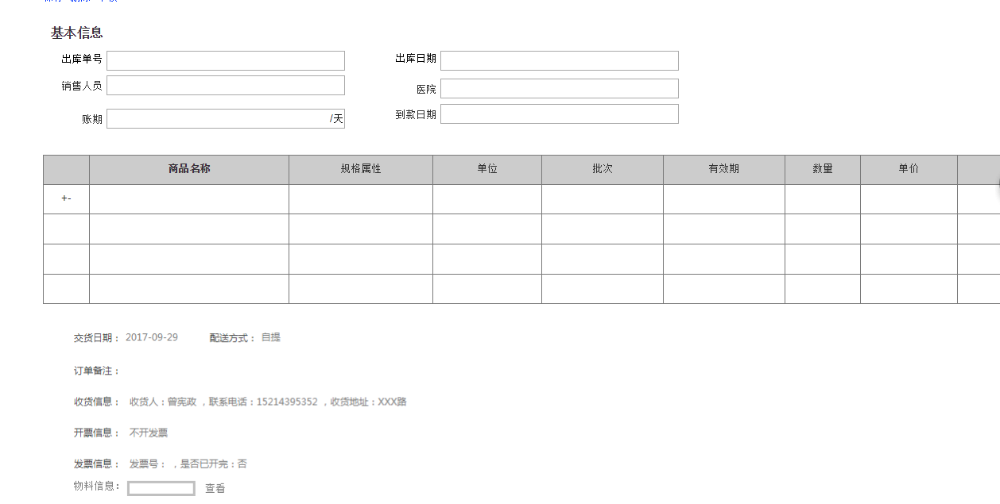 基本信息
出库单号 出库日期
销售人员 医院
账期 /天 到款日期
商品名称 规格属性 单位 批次 有效期 数量 单价
+-
交货日期： 2017-09-29 配送方式： 自提
订单备注：
收货信息： 收货人：曾宪政 ，联系电话：15214395352 ，收货地址：XXX路
开票信息： 不开发票
发票信息： 发票号： ，是否已开完：否
物料信息： 查看